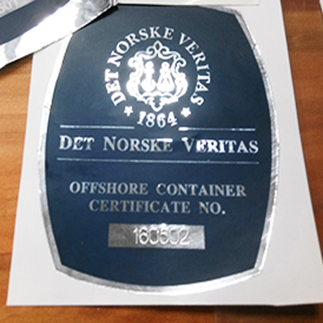 DET NORSKE VERITAS
★ 1864 ★
DET NORSKE VERITAS
OFFSHORE CONTAINER
CERTIFICATE NO.
160502